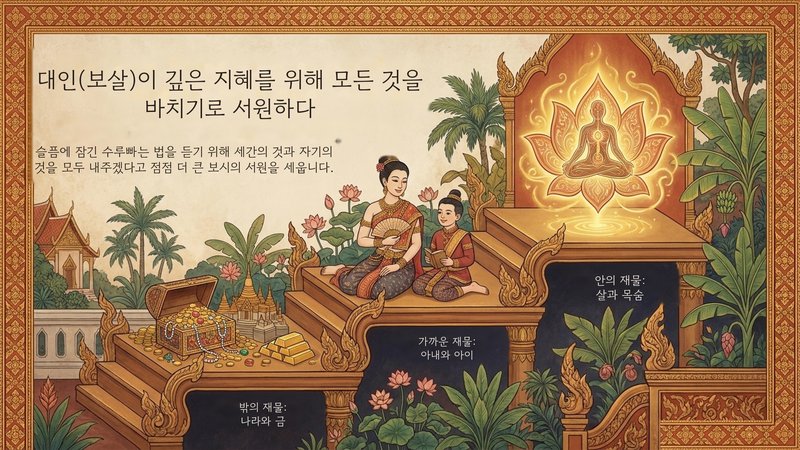 대인(보살)이 깊은 지혜를 위해 모든 것을
바치기로 서원하다
슬픔에 잠긴 수루빠는 법을 듣기 위해 세간의 것과 자기의
것을 모두 내주겠다고 점점 더 큰 보시의 서원을 세웁니다.
안의 재물:
살과 목숨
가까운 재물:
아내와 아이
밖의 재물:
나라와 금